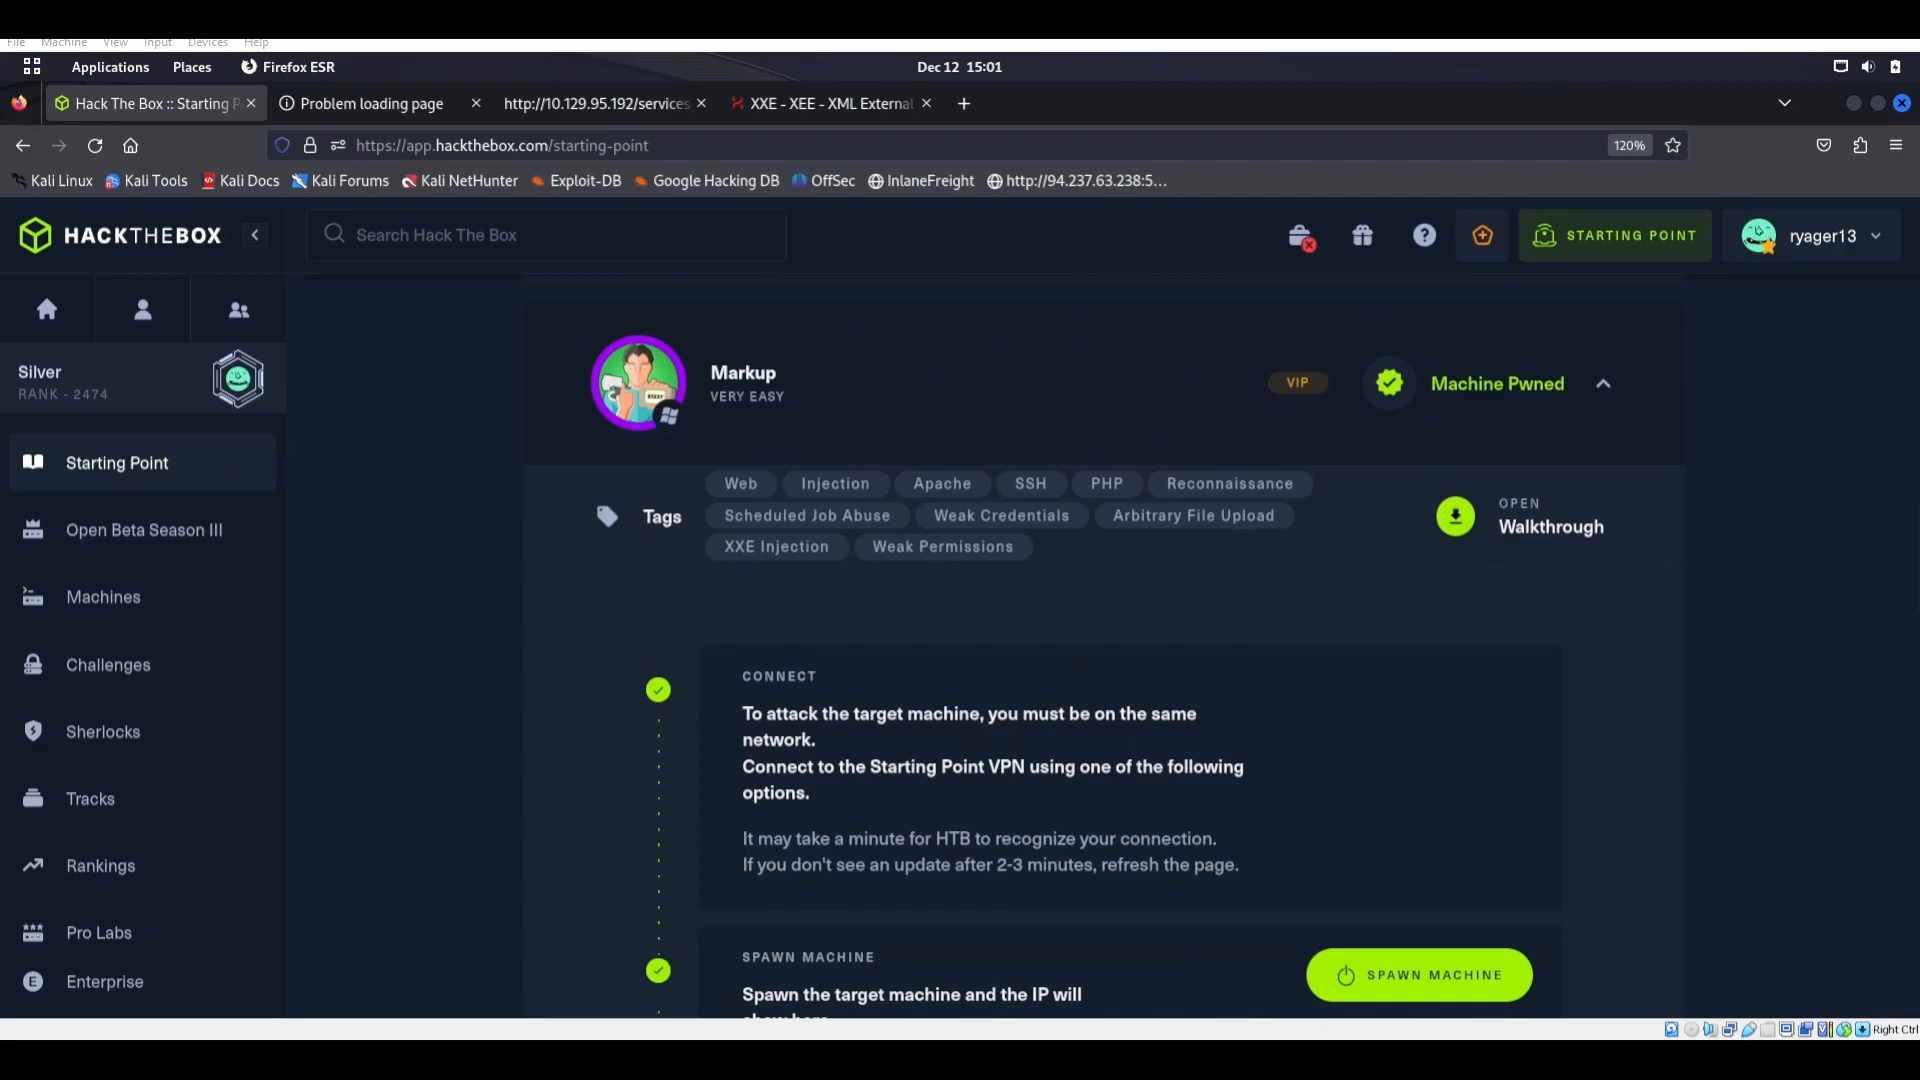 File Machine View Input Devices Help
Applications Places Firefox ESR Dec 12 15:01
Hack The Box :: Starting P Problem loading page http://10.129.95.192/services XXE - XEE - XML External
https://app.hackthebox.com/starting-point 120%
Kali Linux Kali Tools Kali Docs Kali Forums Kali NetHunter Exploit-DB Google Hacking DB OffSec InlaneFreight http://94.237.63.238:5...
HACKTHEBOX Search Hack The Box STARTING POINT ryager13
Silver
RANK - 2474
Starting Point
Open Beta Season III
Machines
Challenges
Sherlocks
Tracks
Rankings
Pro Labs
E Enterprise
Markup
VERY EASY
VIP Machine Pwned
Tags
Web Injection Apache SSH PHP Reconnaissance
Scheduled Job Abuse Weak Credentials Arbitrary File Upload
XXE Injection Weak Permissions
OPEN
Walkthrough
CONNECT
To attack the target machine, you must be on the same
network.
Connect to the Starting Point VPN using one of the following
options.
It may take a minute for HTB to recognize your connection.
If you don't see an update after 2-3 minutes, refresh the page.
SPAWN MACHINE
Spawn the target machine and the IP will
show here
SPAWN MACHINE
Right Ctrl